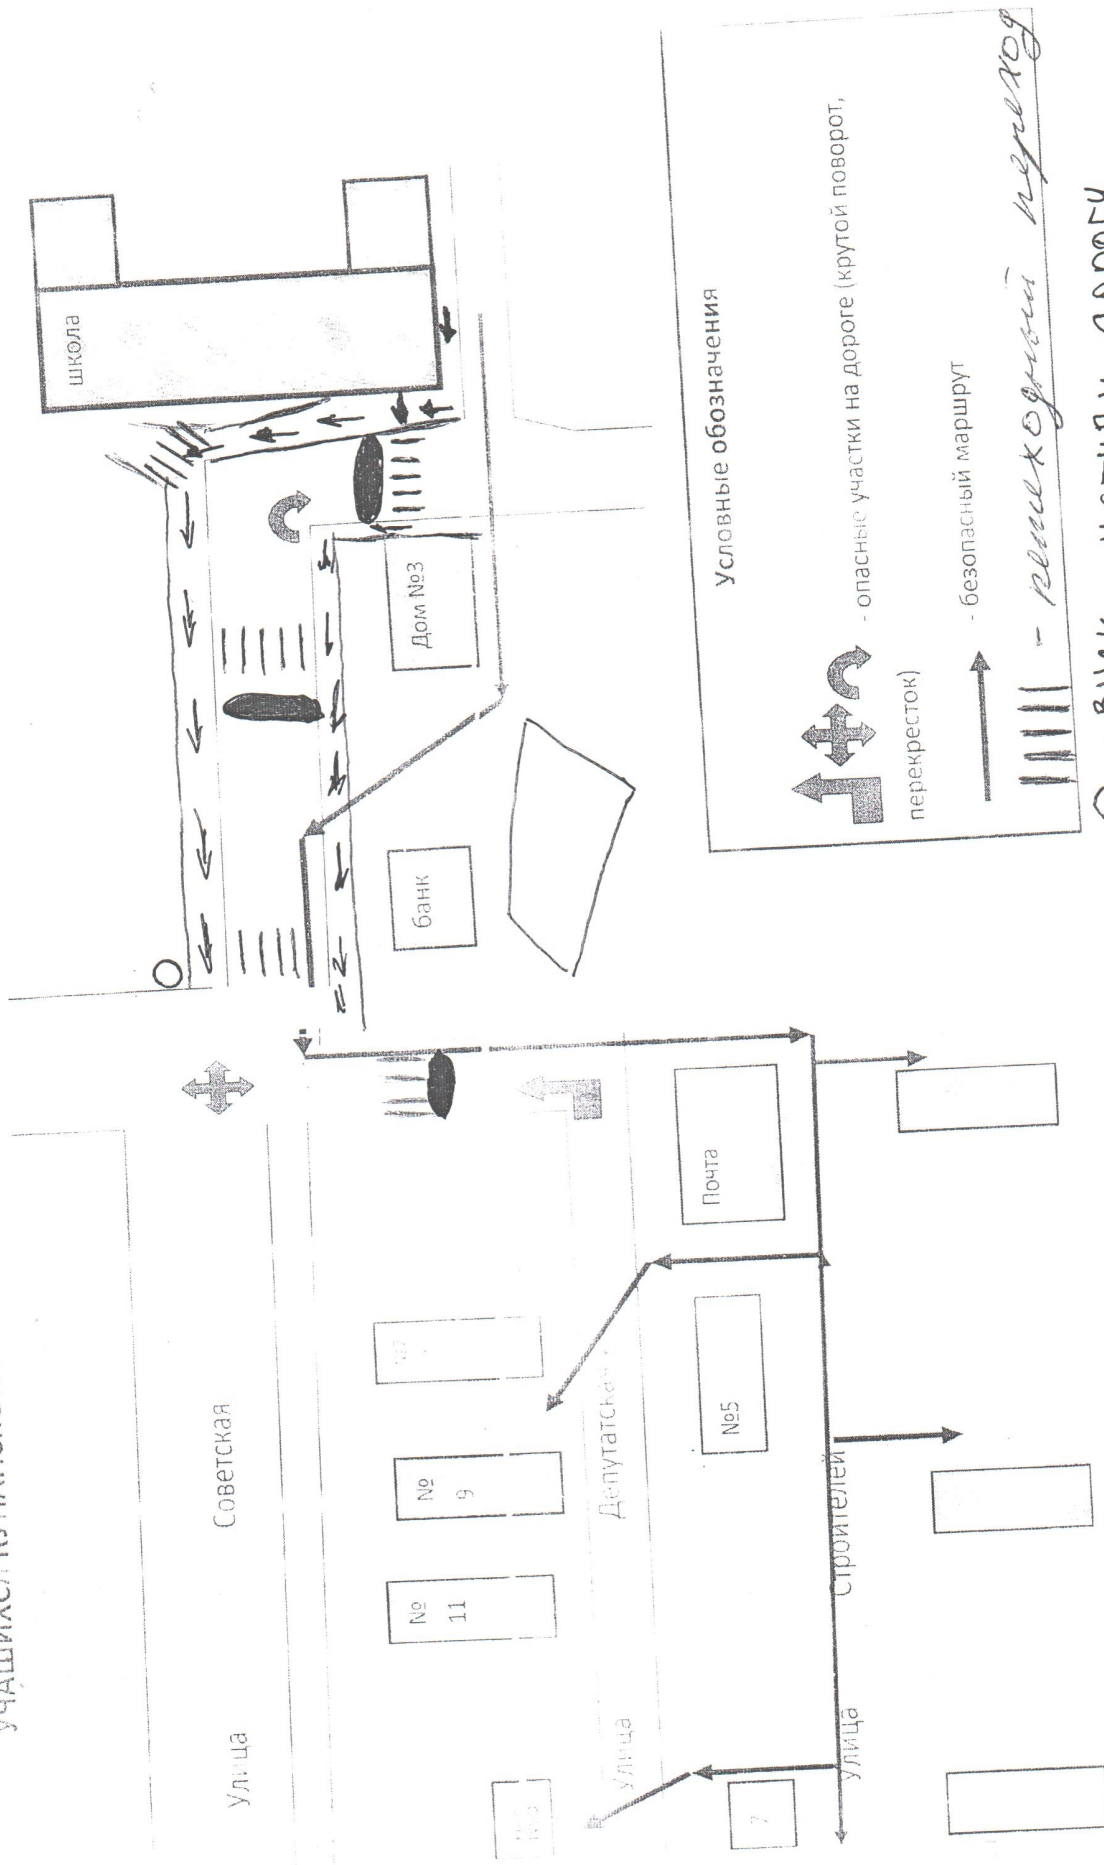 школа
Дом №3
банк
Почта
№5
№
9
№
11
7
Улица Советская
Улица Депутатская
улица Строителей
Условные обозначения
- опасные участки на дороге (крутой поворот,
перекресток)
- безопасный маршрут
- пешеходный переход